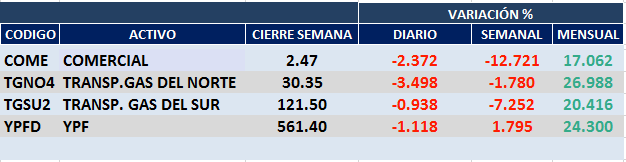 VARIACIÓN %
CODIGO ACTIVO CIERRE SEMANA DIARIO SEMANAL MENSUAL
COME COMERCIAL 2.47 -2.372 -12.721 17.062
TGNO4 TRANSP.GAS DEL NORTE 30.35 -3.498 -1.780 26.988
TGSU2 TRANSP. GAS DEL SUR 121.50 -0.938 -7.252 20.416
YPFD YPF 561.40 -1.118 1.795 24.300